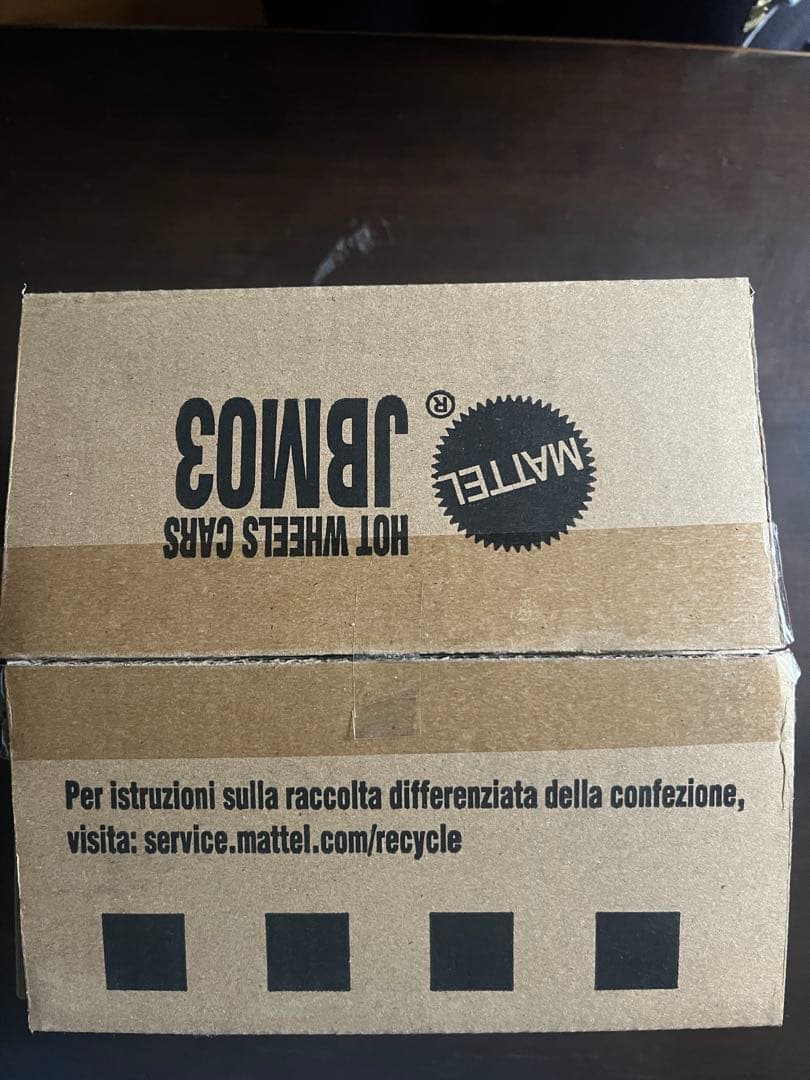 HOT WHEELS CARS
JBM03
MATTEL
®
Per istruzioni sulla raccolta differenziata della confezione,
visita: service.mattel.com/recycle